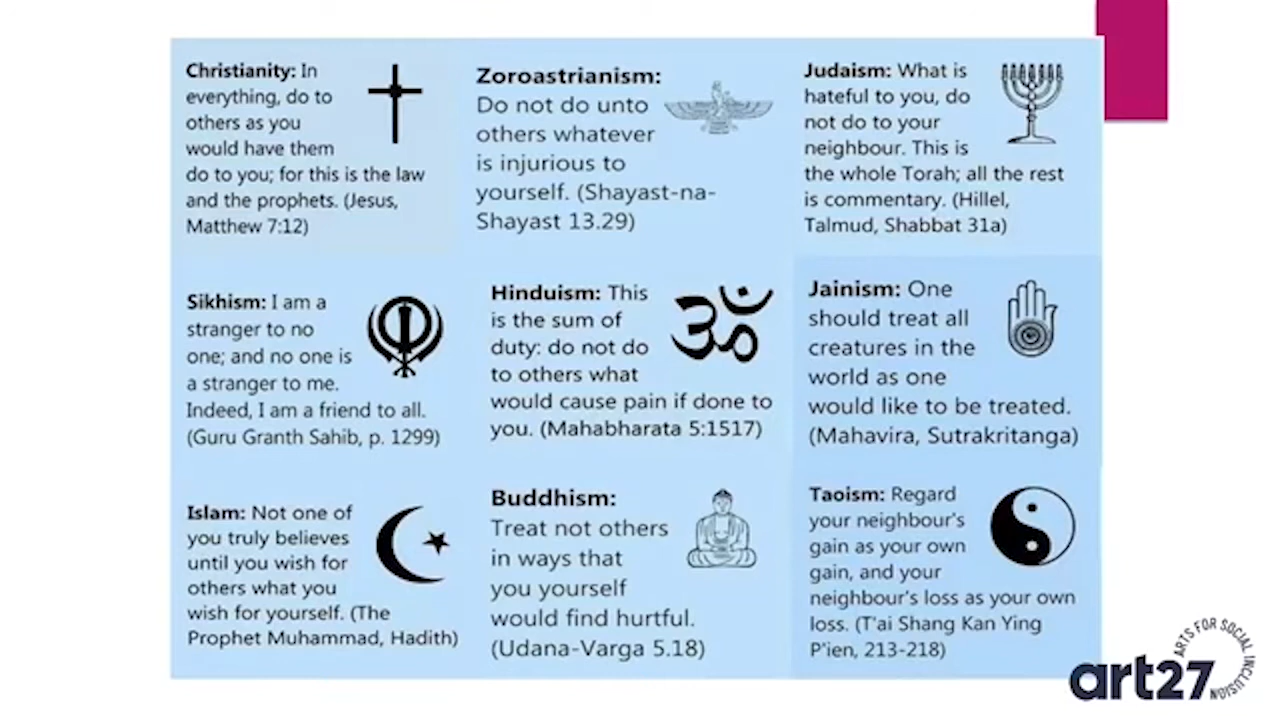 Christianity: In
everything, do to
others as you
would have them
do to you; for this is the law
and the prophets. (Jesus,
Matthew 7:12)
Zoroastrianism:
Do not do unto
others whatever
is injurious to
yourself. (Shayast-na-
Shayast 13.29)
Judaism: What is
hateful to you, do
not do to your
neighbour. This is
the whole Torah; all the rest
is commentary. (Hillel,
Talmud, Shabbat 31a)
Sikhism: I am a
stranger to no
one; and no one is
a stranger to me.
Indeed, I am a friend to all.
(Guru Granth Sahib, p. 1299)
Hinduism: This
is the sum of
duty: do not do
to others what
would cause pain if done to
you. (Mahabharata 5:1517)
ॐ
Jainism: One
should treat all
creatures in the
world as one
would like to be treated.
(Mahavira, Sutrakritanga)
Islam: Not one of
you truly believes
until you wish for
others what you
wish for yourself. (The
Prophet Muhammad, Hadith)
Buddhism:
Treat not others
in ways that
you yourself
would find hurtful.
(Udana-Varga 5.18)
Taoism: Regard
your neighbour's
gain as your own
gain, and your
neighbour's loss as your own
loss. (T'ai Shang Kan Ying
P'ien, 213-218)
art27
ARTS FOR SOCIAL INCLUSION